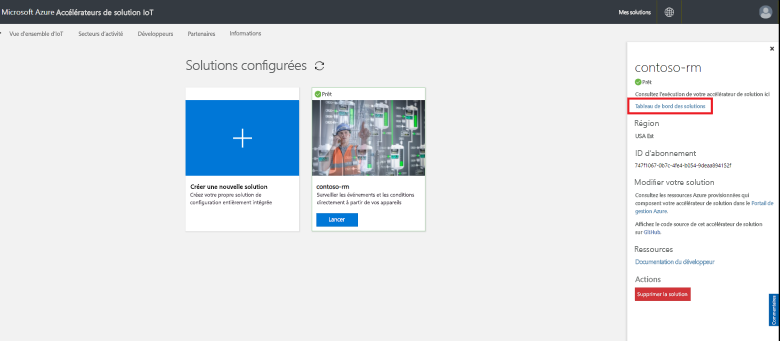 Microsoft Azure Accélérateurs de solution IoT
Mes solutions
Vue d'ensemble d'IoT
Secteurs d'activité
Développeurs
Partenaires
Informations
Solutions configurées
Créer une nouvelle solution
Créez votre propre solution de
configuration entièrement intégrée
Prêt
contoso-rm
Surveiller les événements et les conditions
directement à partir de vos appareils
Lancer
contoso-rm
Prêt
Consultez l'exécution de votre accélérateur de solution ici
Tableau de bord des solutions
Région
USA Est
ID d'abonnement
747f1067-0b7c-4fe4-b054-9deaa894152f
Modifier votre solution
Consultez les ressources Azure provisionnées qui
composent votre accélérateur de solution dans le Portail de
gestion Azure.
Affichez le code source de cet accélérateur de solution
sur GitHub.
Ressources
Documentation du développeur
Actions
Supprimer la solution
Commentaires